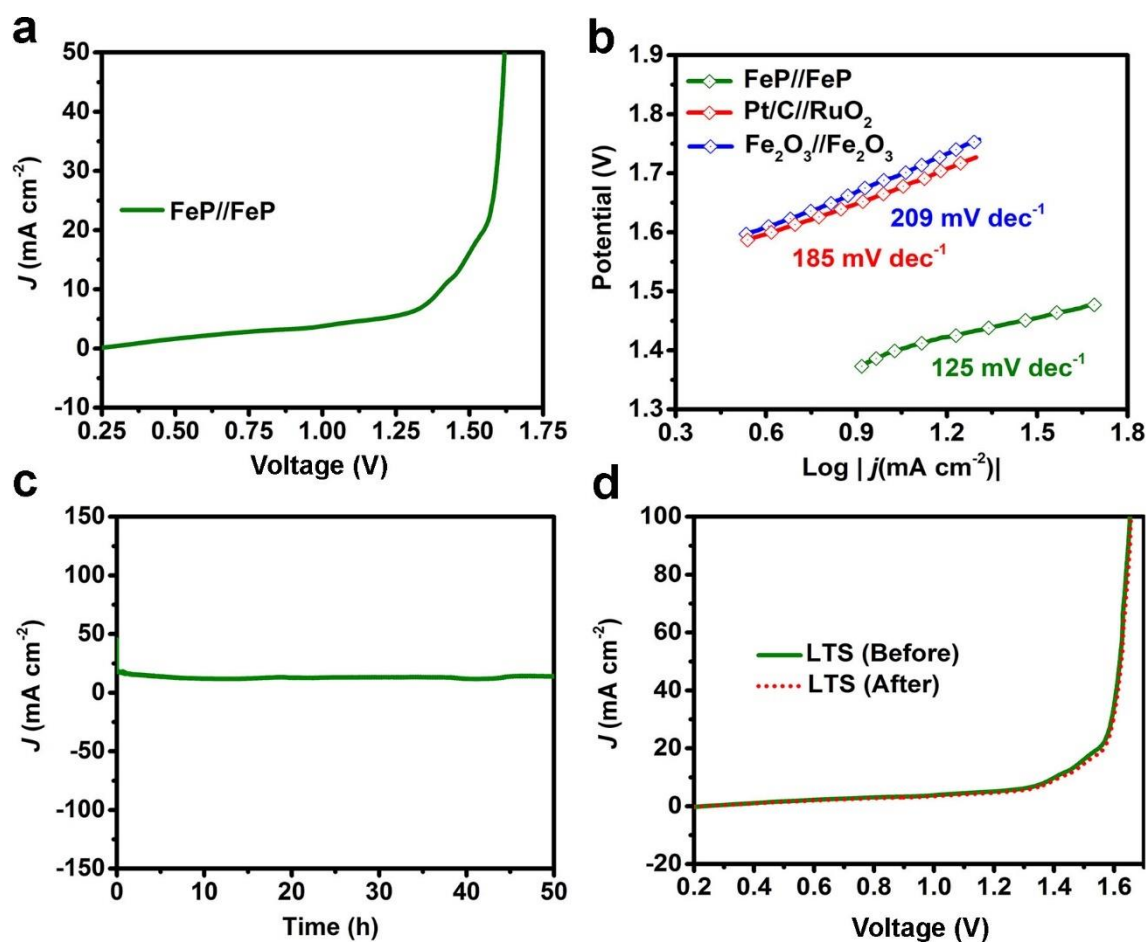 a
50
40
30
20
10
0
-10
J (mA cm⁻²)
FeP//FeP
0.25 0.50 0.75 1.00 1.25 1.50 1.75
Voltage (V)
b
1.9
1.8
1.7
1.6
1.5
1.4
1.3
Potential (V)
FeP//FeP
Pt/C//RuO₂
Fe₂O₃//Fe₂O₃
209 mV dec⁻¹
185 mV dec⁻¹
125 mV dec⁻¹
0.3 0.6 0.9 1.2 1.5 1.8
Log | j(mA cm⁻²)|
c
150
100
50
0
-50
-100
-150
J (mA cm⁻²)
0 10 20 30 40 50
Time (h)
d
100
80
60
40
20
0
-20
J (mA cm⁻²)
LTS (Before)
LTS (After)
0.2 0.4 0.6 0.8 1.0 1.2 1.4 1.6
Voltage (V)